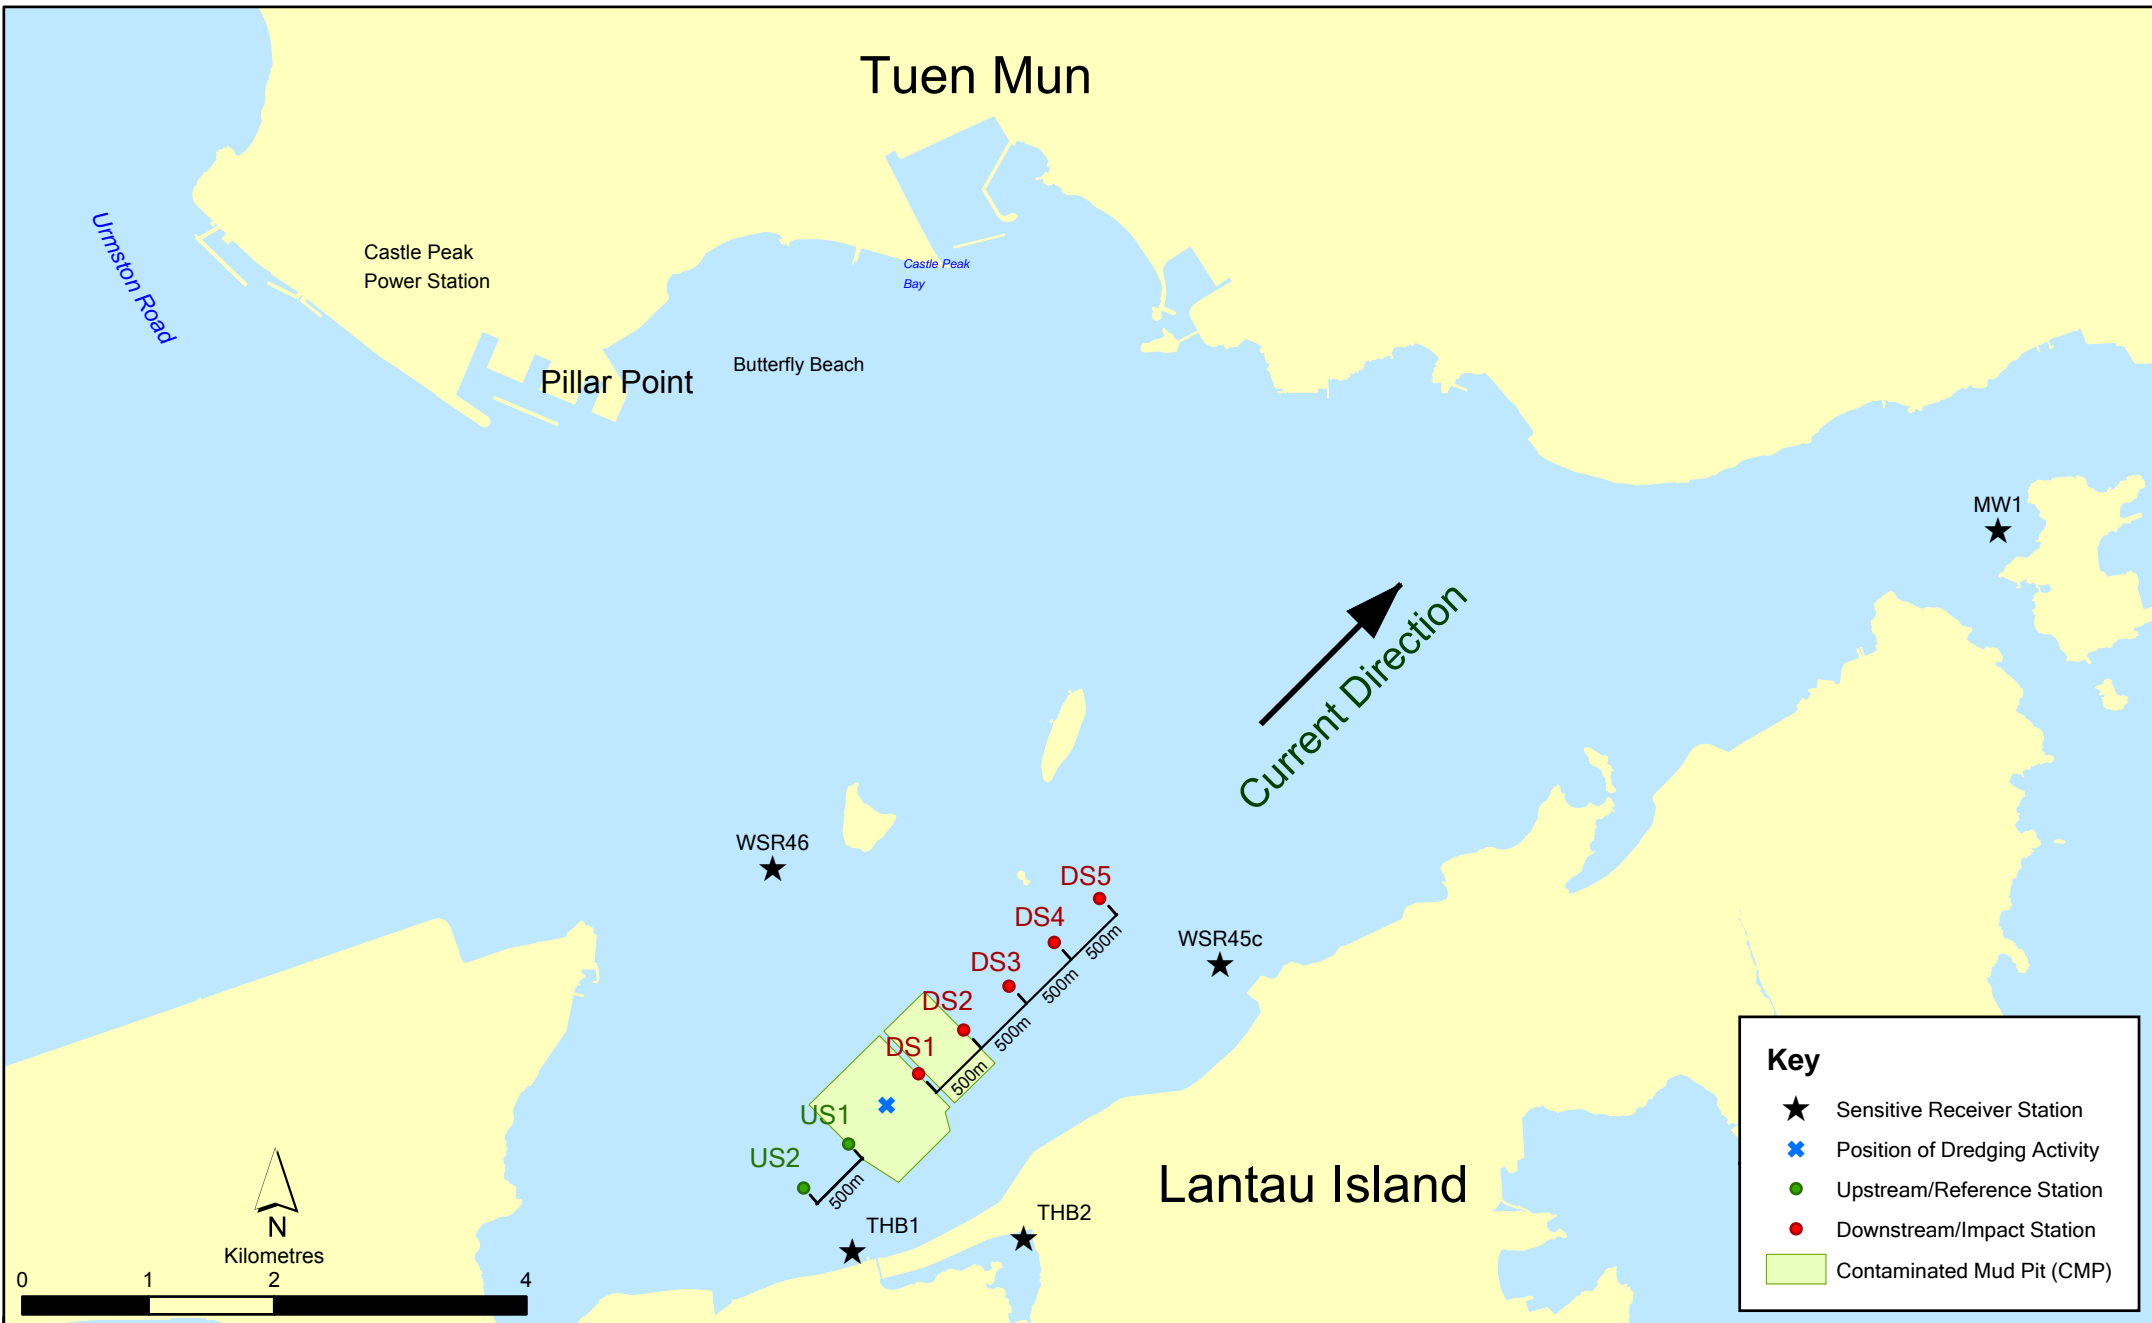 Tuen Mun
Urmston Road
Castle Peak
Power Station
Castle Peak
Bay
Pillar Point
Butterfly Beach
MW1
Current Direction
WSR46
DS5
DS4
WSR45c
DS3
DS2
DS1
US1
US2
500m
500m
500m
500m
500m
THB1
THB2
Lantau Island
N
Kilometres
0 1 2 4
Key
Sensitive Receiver Station
Position of Dredging Activity
Upstream/Reference Station
Downstream/Impact Station
Contaminated Mud Pit (CMP)